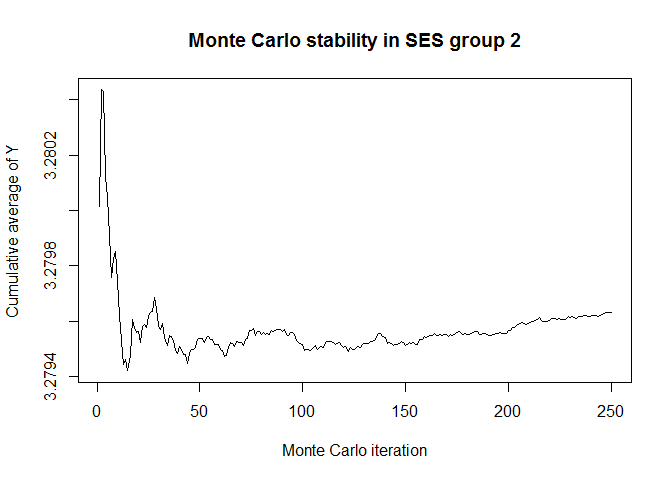 Monte Carlo stability in SES group 2
Cumulative average of Y
3.2802
3.2798
3.2794
0 50 100 150 200 250
Monte Carlo iteration